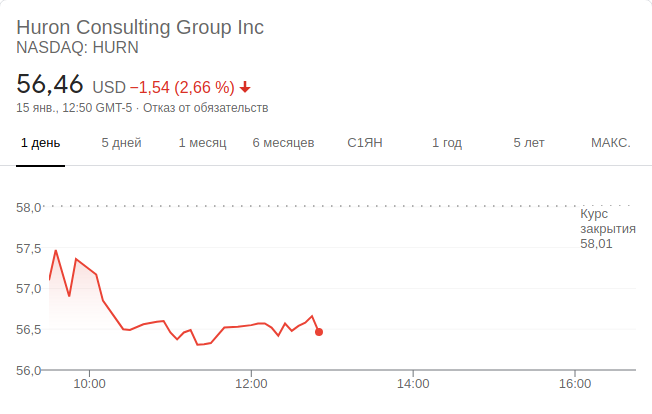 Huron Consulting Group Inc
NASDAQ: HURN
56,46 USD −1,54 (2,66 %)
15 янв., 12:50 GMT-5 · Отказ от обязательств
1 день 5 дней 1 месяц 6 месяцев С1ЯН 1 год 5 лет МАКС.
58,0
Курс
закрытия
58,01
57,5
57,0
56,5
56,0
10:00 12:00 14:00 16:00